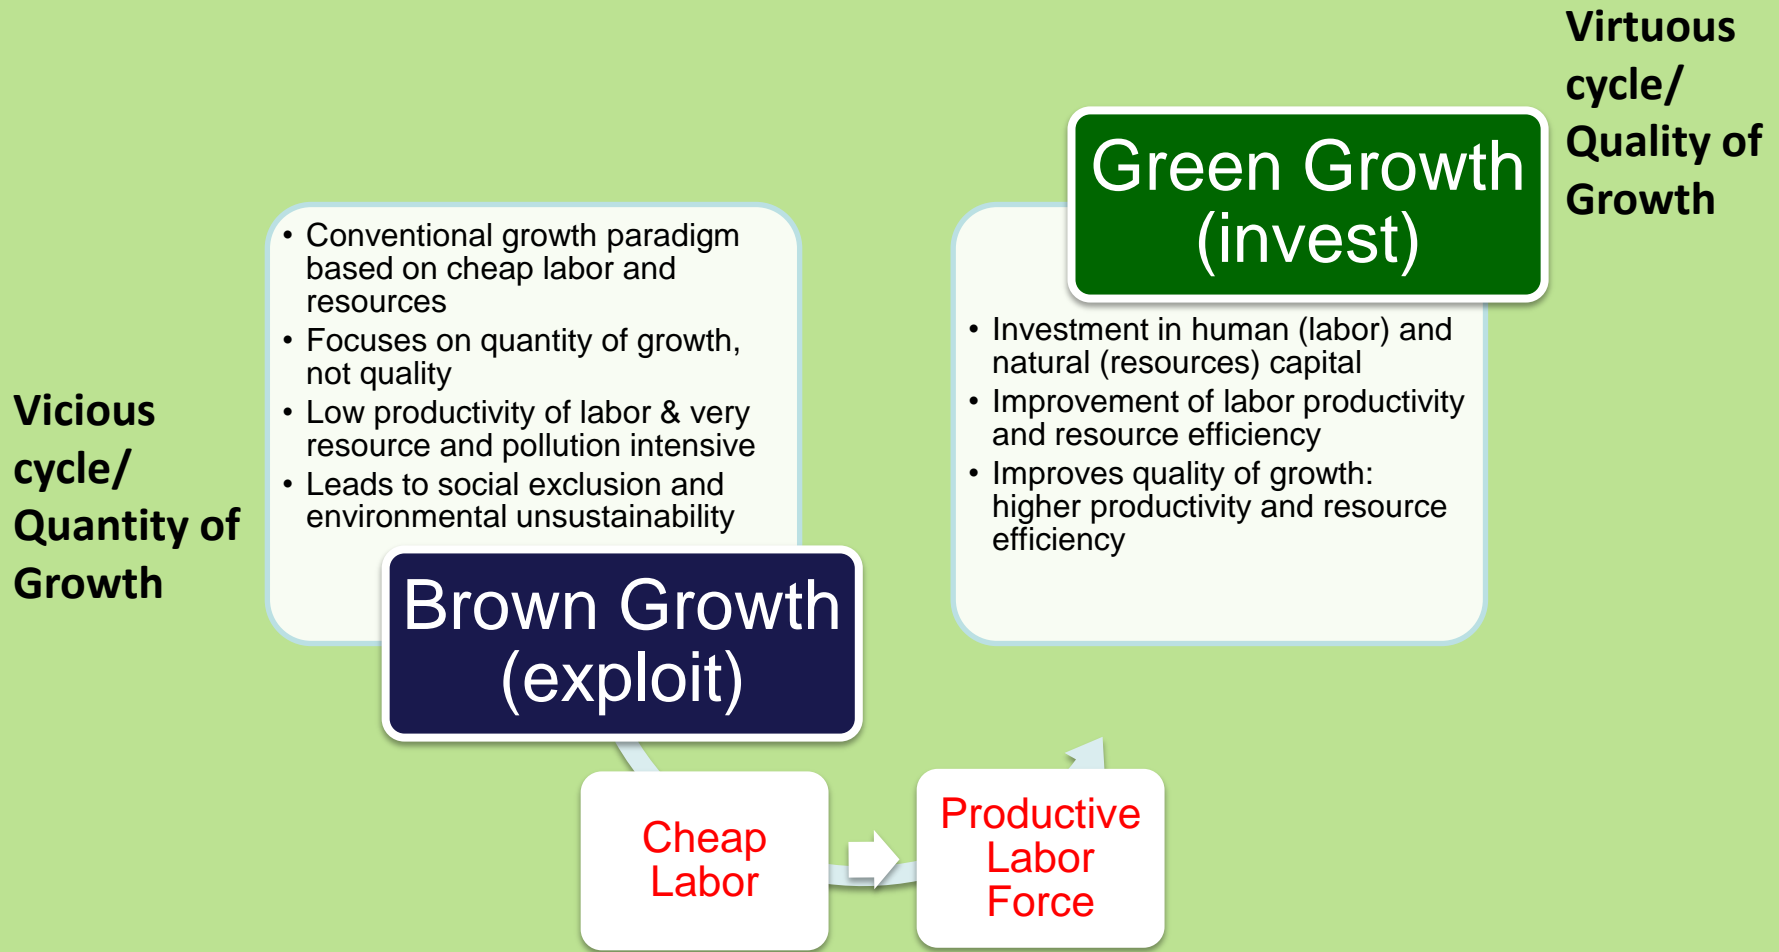 Vicious
cycle/
Quantity of
Growth
• Conventional growth paradigm
based on cheap labor and
resources
• Focuses on quantity of growth,
not quality
• Low productivity of labor & very
resource and pollution intensive
• Leads to social exclusion and
environmental unsustainability
Brown Growth
(exploit)
Cheap
Labor
Productive
Labor
Force
Green Growth
(invest)
• Investment in human (labor) and
natural (resources) capital
• Improvement of labor productivity
and resource efficiency
• Improves quality of growth:
higher productivity and resource
efficiency
Virtuous
cycle/
Quality of
Growth